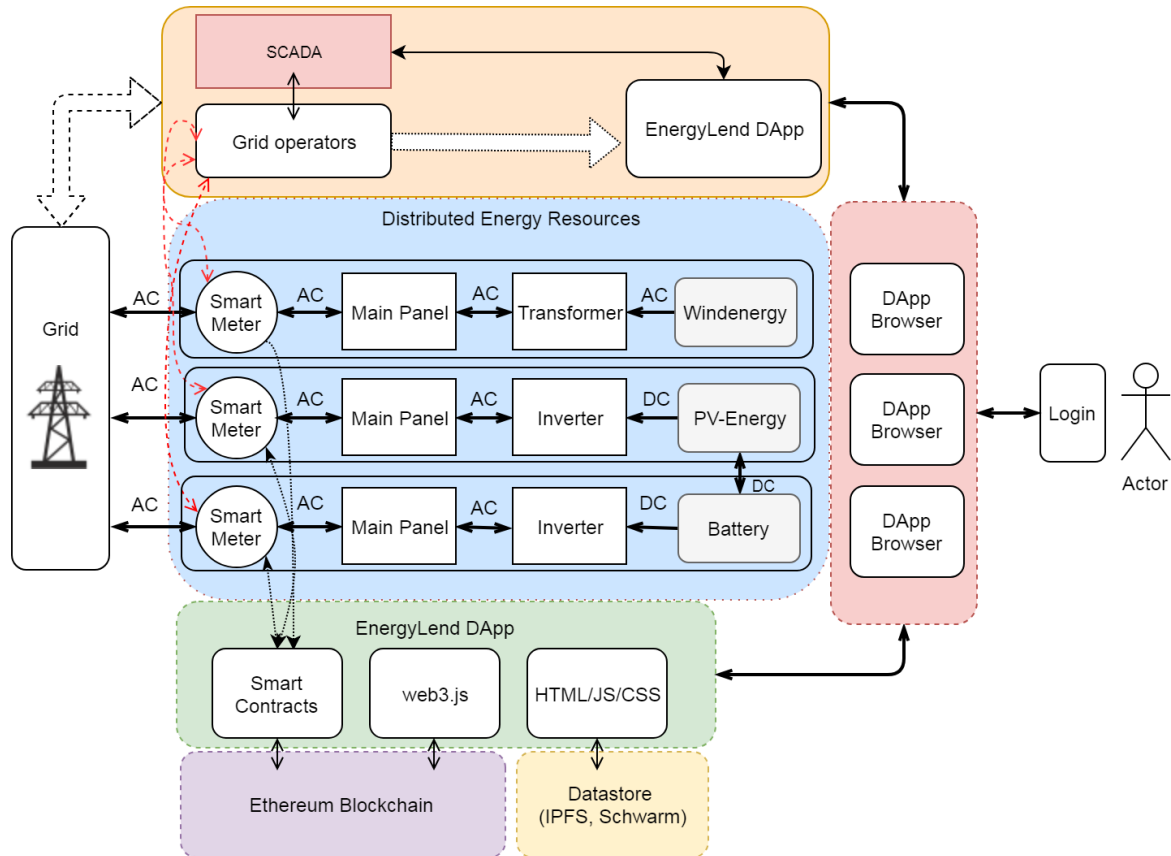 SCADA
Grid operators
EnergyLend DApp
Distributed Energy Resources
Grid
AC
Smart
Meter
AC
Main Panel
AC
Transformer
AC
Windenergy
AC
Smart
Meter
AC
Main Panel
AC
Inverter
DC
PV-Energy
DC
AC
Smart
Meter
AC
Main Panel
AC
Inverter
DC
Battery
DApp
Browser
DApp
Browser
DApp
Browser
Login
Actor
EnergyLend DApp
Smart
Contracts
web3.js
HTML/JS/CSS
Ethereum Blockchain
Datastore
(IPFS, Schwarm)